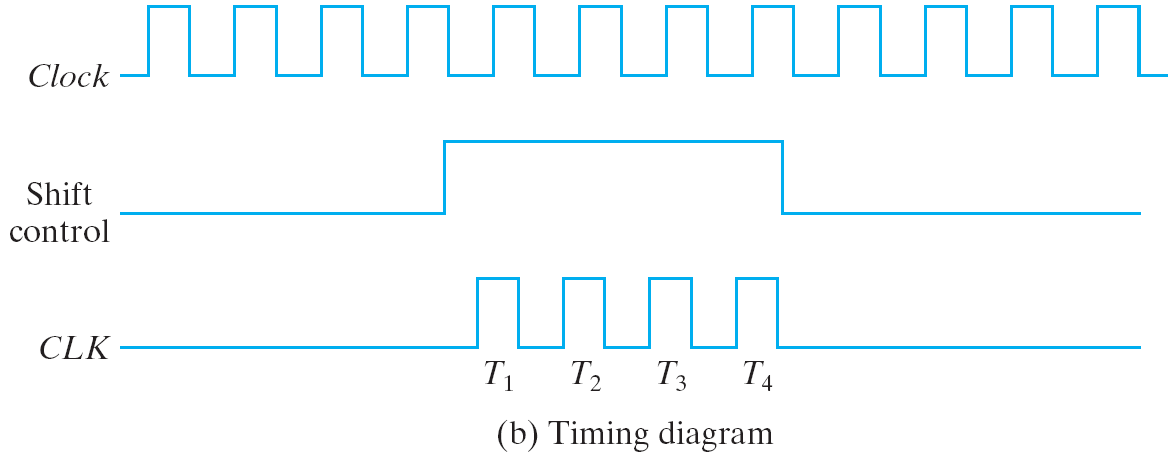 Clock
Shift
control
CLK
T1 T2 T3 T4
(b) Timing diagram